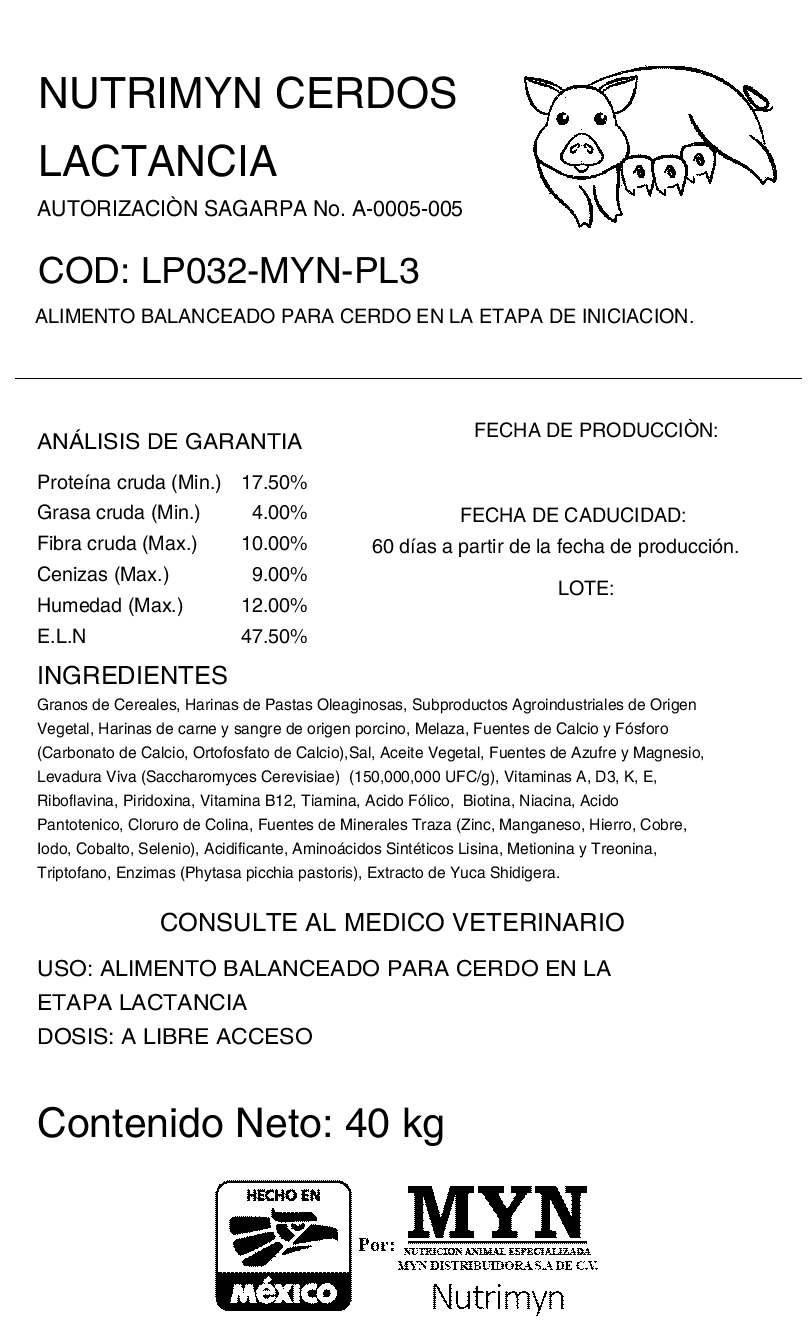 NUTRIMYN CERDOS
LACTANCIA
AUTORIZACIÒN SAGARPA No. A-0005-005
COD: LP032-MYN-PL3
ALIMENTO BALANCEADO PARA CERDO EN LA ETAPA DE INICIACION.
ANÁLISIS DE GARANTIA
Proteína cruda (Min.) 17.50%
Grasa cruda (Min.) 4.00%
Fibra cruda (Max.) 10.00%
Cenizas (Max.) 9.00%
Humedad (Max.) 12.00%
E.L.N 47.50%
FECHA DE PRODUCCIÒN:
FECHA DE CADUCIDAD:
60 días a partir de la fecha de producción.
LOTE:
INGREDIENTES
Granos de Cereales, Harinas de Pastas Oleaginosas, Subproductos Agroindustriales de Origen
Vegetal, Harinas de carne y sangre de origen porcino, Melaza, Fuentes de Calcio y Fósforo
(Carbonato de Calcio, Ortofosfato de Calcio),Sal, Aceite Vegetal, Fuentes de Azufre y Magnesio,
Levadura Viva (Saccharomyces Cerevisiae) (150,000,000 UFC/g), Vitaminas A, D3, K, E,
Riboflavina, Piridoxina, Vitamina B12, Tiamina, Acido Fólico, Biotina, Niacina, Acido
Pantotenico, Cloruro de Colina, Fuentes de Minerales Traza (Zinc, Manganeso, Hierro, Cobre,
Iodo, Cobalto, Selenio), Acidificante, Aminoácidos Sintéticos Lisina, Metionina y Treonina,
Triptofano, Enzimas (Phytasa picchia pastoris), Extracto de Yuca Shidigera.
CONSULTE AL MEDICO VETERINARIO
USO: ALIMENTO BALANCEADO PARA CERDO EN LA
ETAPA LACTANCIA
DOSIS: A LIBRE ACCESO
Contenido Neto: 40 kg
HECHO EN
MéXICO
Por:
MYN
NUTRICION ANIMAL ESPECIALIZADA
MYN DISTRIBUIDORA S.A DE C.V.
Nutrimyn